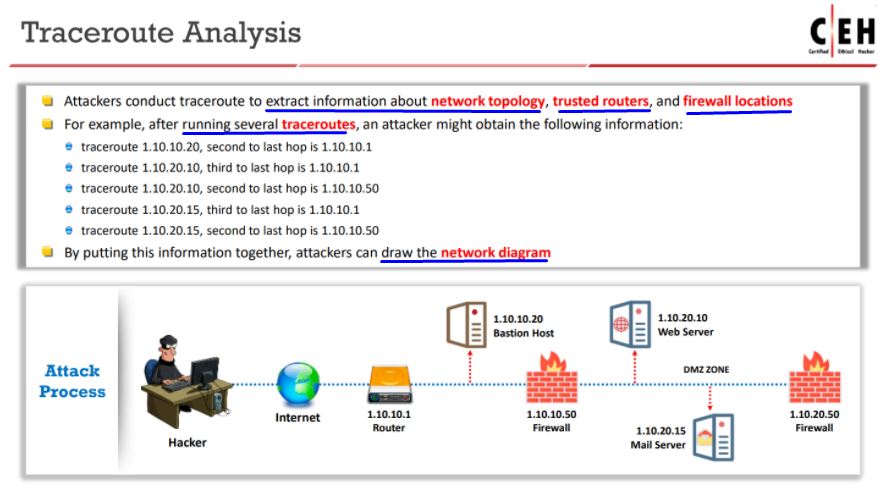 Traceroute Analysis
C|EH
Certified Ethical Hacker
Attackers conduct traceroute to extract information about network topology, trusted routers, and firewall locations
For example, after running several traceroutes, an attacker might obtain the following information:
traceroute 1.10.10.20, second to last hop is 1.10.10.1
traceroute 1.10.20.10, third to last hop is 1.10.10.1
traceroute 1.10.20.10, second to last hop is 1.10.10.50
traceroute 1.10.20.15, third to last hop is 1.10.10.1
traceroute 1.10.20.15, second to last hop is 1.10.10.50
By putting this information together, attackers can draw the network diagram
Attack
Process
Hacker
Internet
1.10.10.1
Router
1.10.10.20
Bastion Host
1.10.10.50
Firewall
1.10.20.10
Web Server
DMZ ZONE
1.10.20.15
Mail Server
1.10.20.50
Firewall